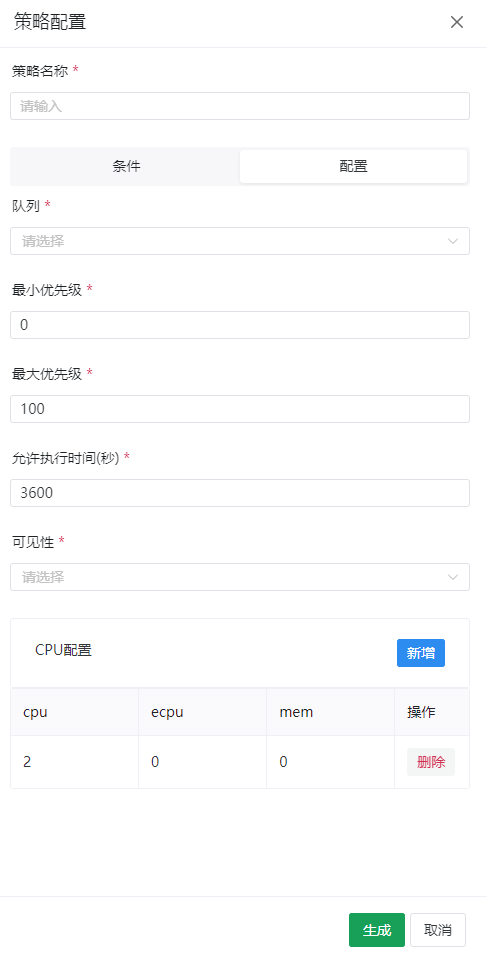 策略配置
策略名称 *
请输入
条件 配置
队列 *
请选择
最小优先级 *
0
最大优先级 *
100
允许执行时间(秒) *
3600
可见性 *
请选择
CPU配置 新增
cpu ecpu mem 操作
2 0 0 删除
生成 取消